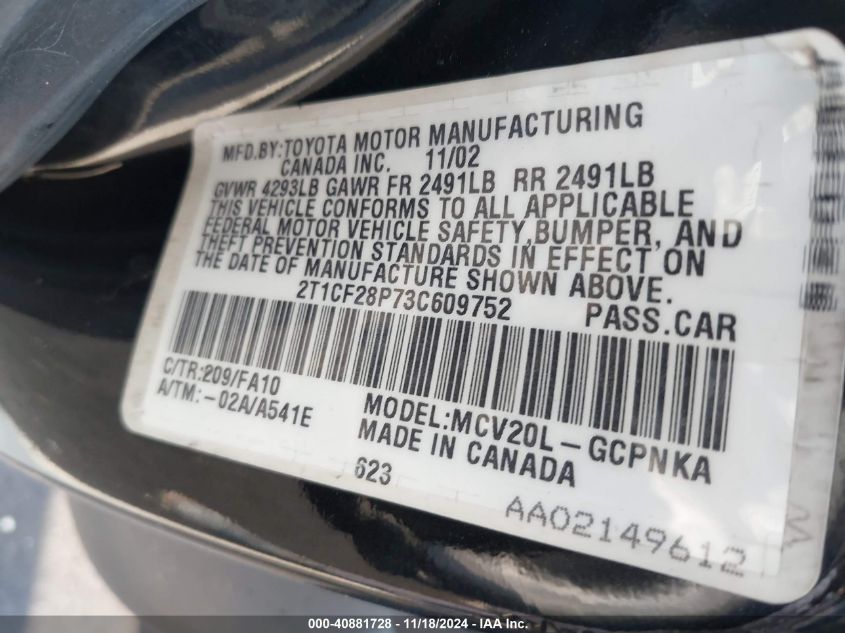 MFD.BY:TOYOTA MOTOR MANUFACTURING
CANADA INC. 11/02
GVWR 4293LB GAWR FR 2491LB RR 2491LB
THIS VEHICLE CONFORMS TO ALL APPLICABLE
FEDERAL MOTOR VEHICLE SAFETY,BUMPER, AND
THEFT PREVENTION STANDARDS IN EFFECT ON
THE DATE OF MANUFACTURE SHOWN ABOVE.
2T1CF28P73C609752 PASS.CAR
C/TR:209/FA10
A/TM:-02A/A541E
MODEL:MCV20L-GCPNKA
MADE IN CANADA
623
AA02149612
000-40881728 - 11/18/2024 - IAA Inc.